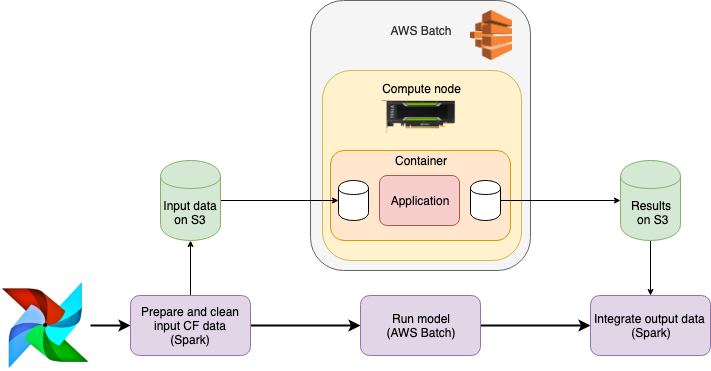 AWS Batch
Compute node
Container
Input data
on S3
Application
Results
on S3
Prepare and clean
input CF data
(Spark)
Run model
(AWS Batch)
Integrate output data
(Spark)